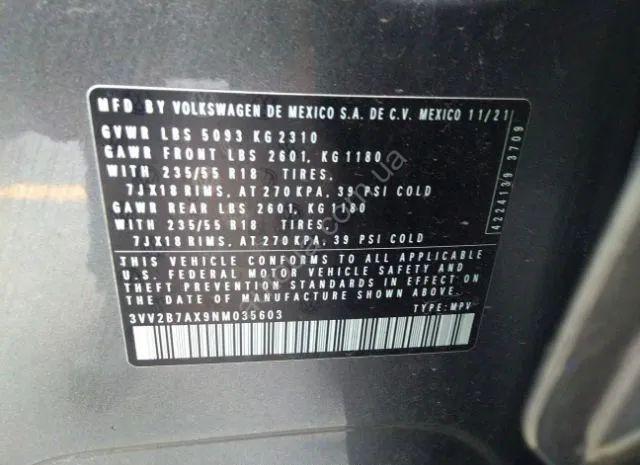 MFD BY VOLKSWAGEN DE MEXICO S.A. DE C.V. MEXICO 11/21
GVWR LBS 5093 KG 2310
GAWR FRONT LBS 2601, KG 1180
WITH 235/55 R18 TIRES,
7JX18 RIMS, AT 270 KPA, 39 PSI COLD
GAWR REAR LBS 2601, KG 1180
WITH 235/55 R18 TIRES,
7JX18 RIMS, AT 270 KPA, 39 PSI COLD
THIS VEHICLE CONFORMS TO ALL APPLICABLE
U.S. FEDERAL MOTOR VEHICLE SAFETY AND
THEFT PREVENTION STANDARDS IN EFFECT ON
THE DATE OF MANUFACTURE SHOWN ABOVE
3VV2B7AX9NM035603 TYPE: MPV
4224139 3709